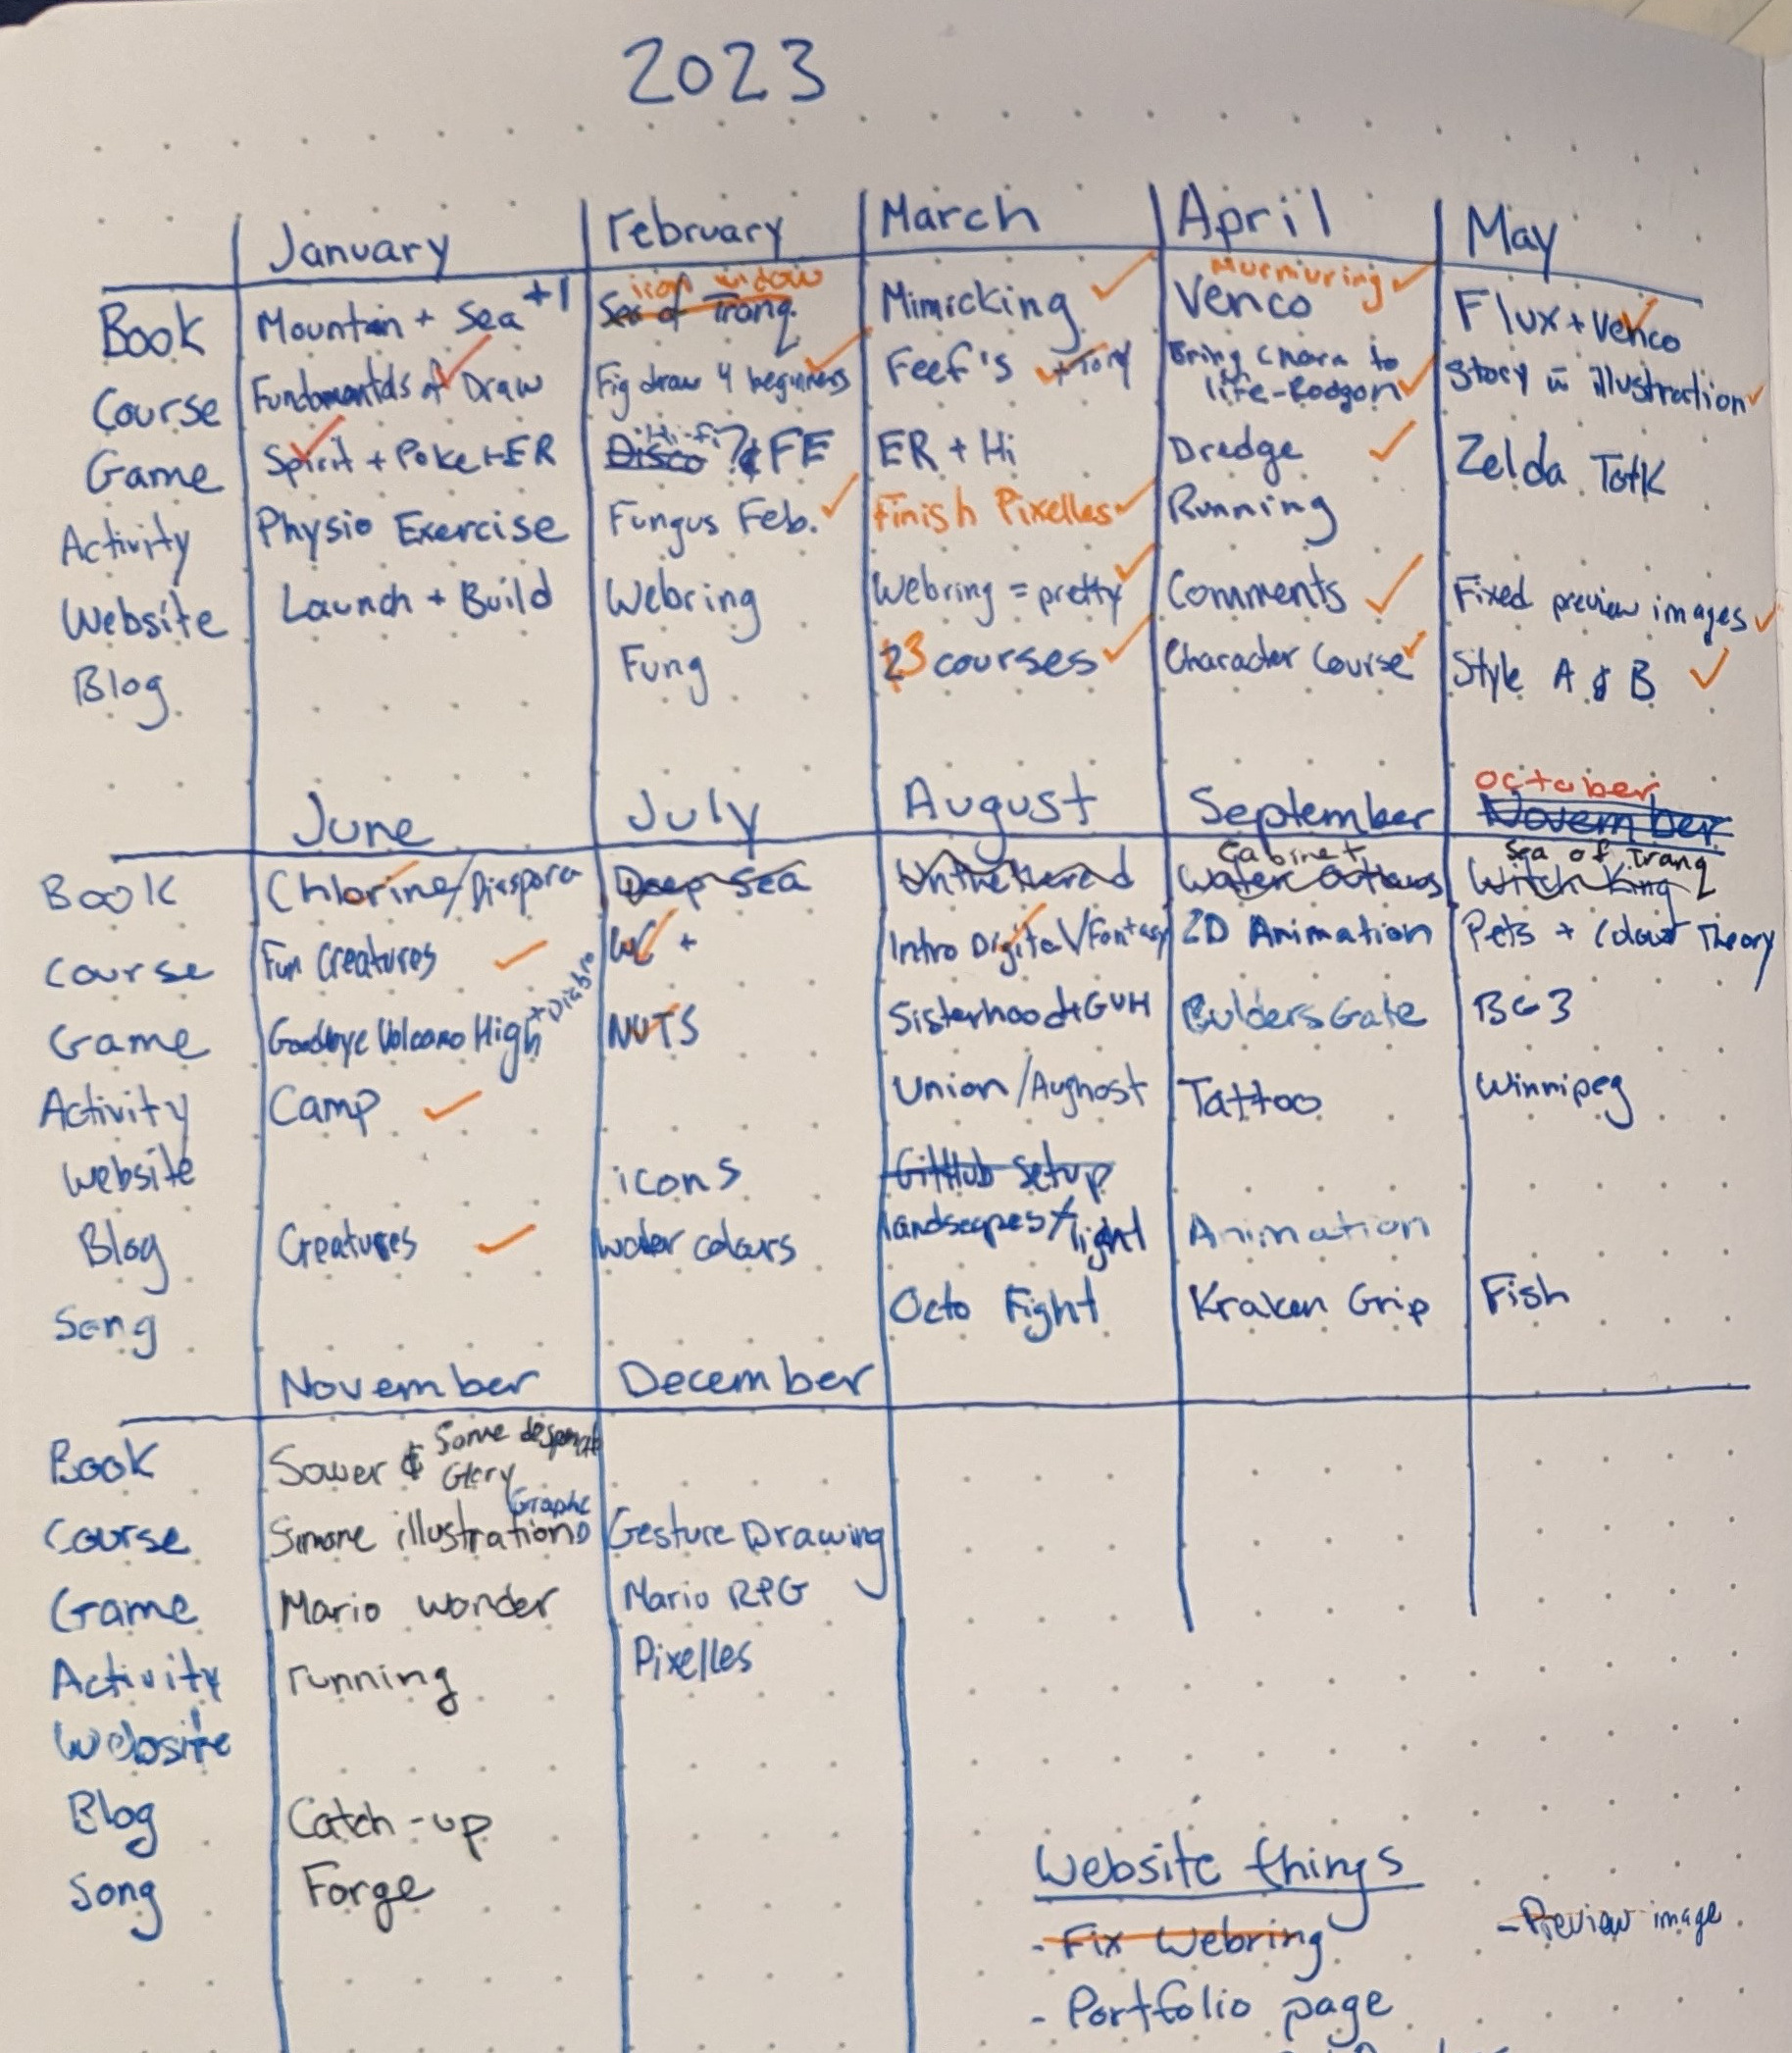 2023
January February March April May
icon window Murmuring
Book Mountain + Sea +1 Sea of Tranq. Mimicking Venco Flux + Venco
Course Fundamentals of Draw Fig draw 4 beginners Feef's + Tony Bring chara to
life - Rodgon Story in illustration
Hi-fi
Game Spirit + Poke + ER Disco ? & FE ER + Hi Dredge Zelda TotK
Activity Physio Exercise Fungus Feb. Finish Pixelles Running
Website Launch + Build Webring Webring = pretty Comments Fixed preview images
Blog Fung 23 courses Character Course Style A & B
October
June July August September November
Cabinet Sea of Tranq
Book Chlorine/Diaspora Deep Sea Untethered Water Outlaws Witch King
Course Fun Creatures WC + Intro Digital/Fantasy 2D Animation Pets + Colour Theory
Game Goodbye Volcano High + Diablo NUTS Sisterhood + GVH Bulders Gate BG3
Activity Camp Union/Aughost Tattoo Winnipeg
Website icons GitHub Setup
Blog Creatures water colours landscapes + light Animation
Song Octo Fight Kraken Grip Fish
November December
Book Sower & Some desperate
Glory
Graphic
Course Simone illustration Gesture Drawing
Game Mario wonder Mario RPG
Activity running Pixelles
Website
Blog Catch-up
Song Forge
Website things
- Fix Webring - Preview image
- Portfolio page